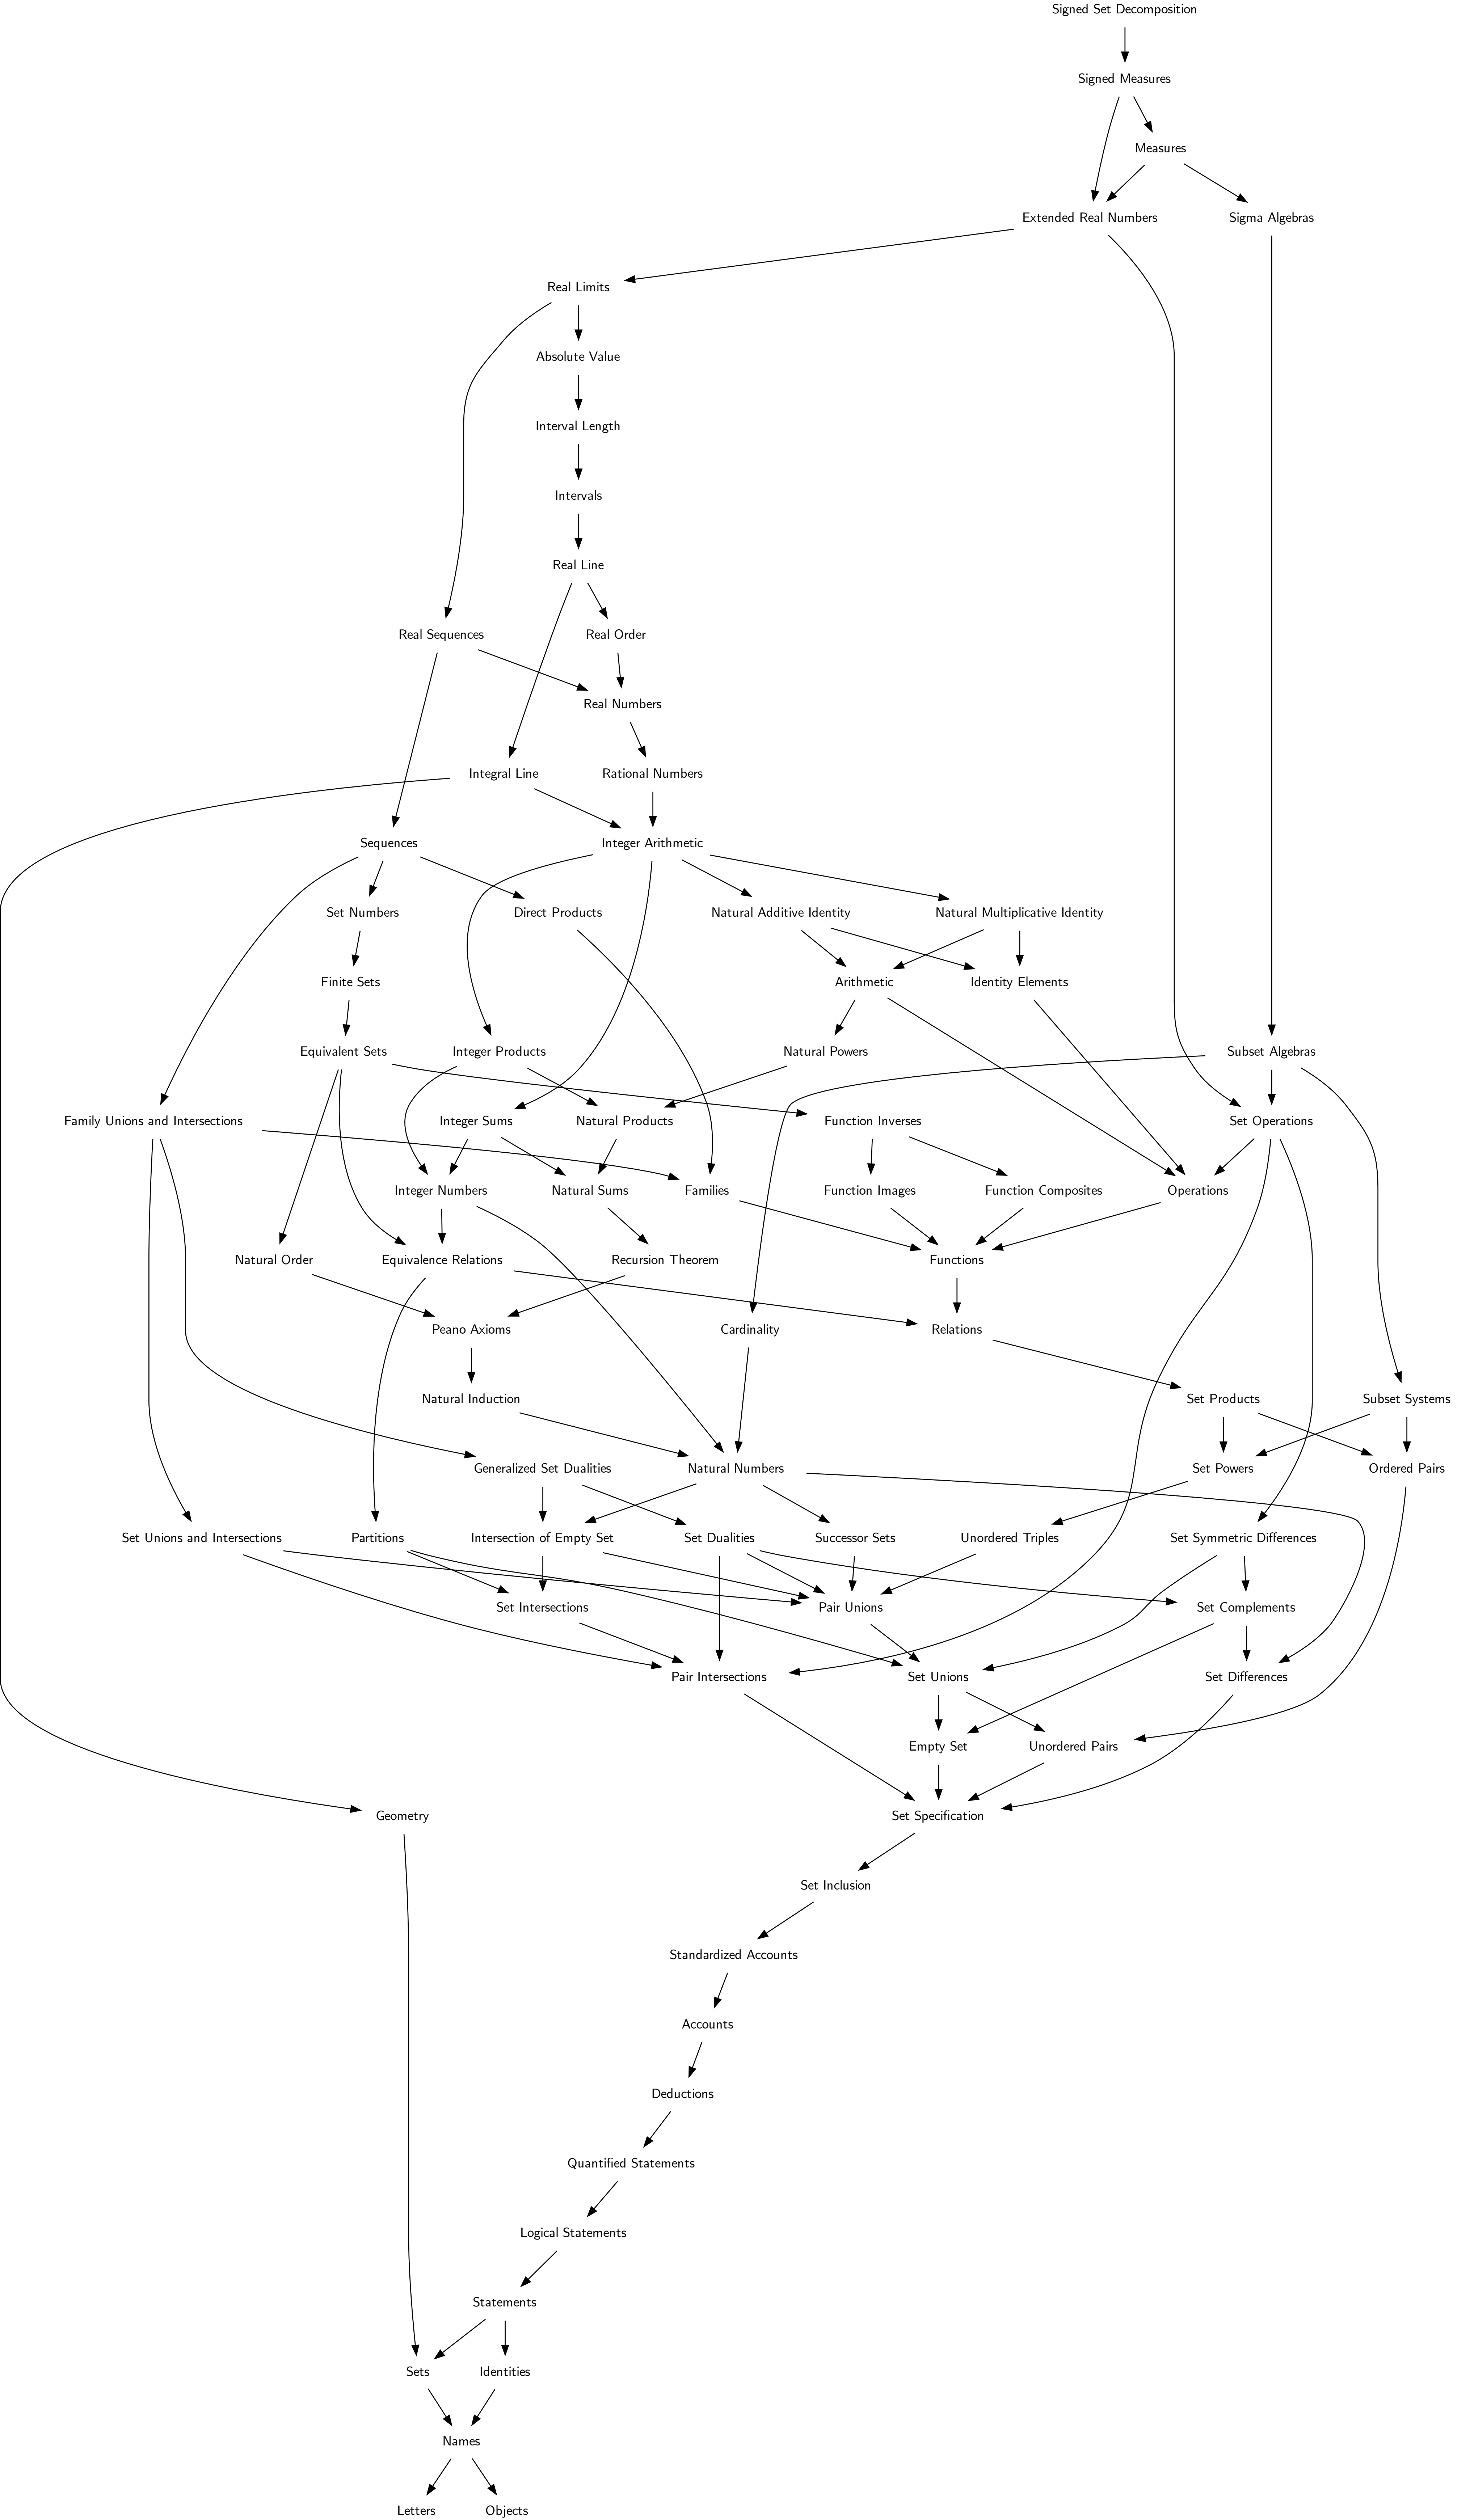 Signed Set Decomposition
Signed Measures
Measures
Extended Real Numbers
Sigma Algebras
Real Limits
Absolute Value
Interval Length
Intervals
Real Line
Real Sequences
Real Order
Real Numbers
Integral Line
Rational Numbers
Sequences
Integer Arithmetic
Set Numbers
Direct Products
Natural Additive Identity
Natural Multiplicative Identity
Finite Sets
Arithmetic
Identity Elements
Equivalent Sets
Integer Products
Natural Powers
Subset Algebras
Family Unions and Intersections
Integer Sums
Natural Products
Function Inverses
Set Operations
Integer Numbers
Natural Sums
Families
Function Images
Function Composites
Operations
Natural Order
Equivalence Relations
Recursion Theorem
Functions
Peano Axioms
Cardinality
Relations
Natural Induction
Set Products
Subset Systems
Generalized Set Dualities
Natural Numbers
Set Powers
Ordered Pairs
Set Unions and Intersections
Partitions
Intersection of Empty Set
Set Dualities
Successor Sets
Unordered Triples
Set Symmetric Differences
Set Intersections
Pair Unions
Set Complements
Pair Intersections
Set Unions
Set Differences
Empty Set
Unordered Pairs
Geometry
Set Specification
Set Inclusion
Standardized Accounts
Accounts
Deductions
Quantified Statements
Logical Statements
Statements
Sets
Identities
Names
Letters
Objects